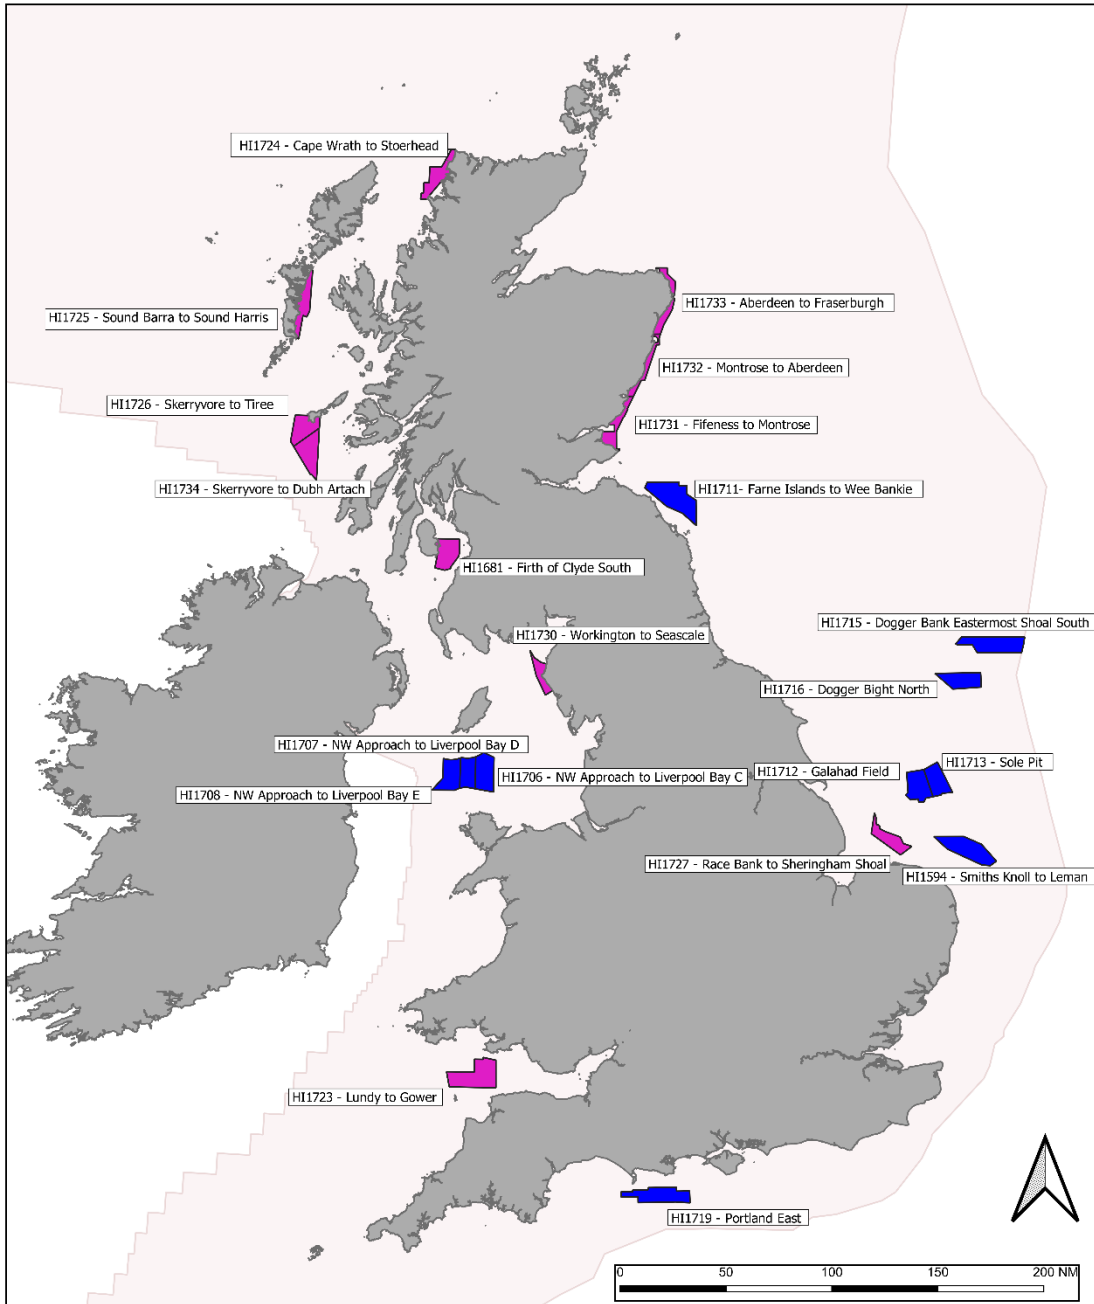 HI1724 - Cape Wrath to Stoerhead
HI1733 - Aberdeen to Fraserburgh
HI1725 - Sound Barra to Sound Harris
HI1732 - Montrose to Aberdeen
HI1726 - Skerryvore to Tiree
HI1731 - Fifeness to Montrose
HI1734 - Skerryvore to Dubh Artach
HI1711- Farne Islands to Wee Bankie
HI1681 - Firth of Clyde South
HI1715 - Dogger Bank Eastermost Shoal South
HI1730 - Workington to Seascale
HI1716 - Dogger Bight North
HI1707 - NW Approach to Liverpool Bay D
HI1713 - Sole Pit
HI1712 - Galahad Field
HI1706 - NW Approach to Liverpool Bay C
HI1708 - NW Approach to Liverpool Bay E
HI1727 - Race Bank to Sheringham Shoal
HI1594 - Smiths Knoll to Leman
HI1723 - Lundy to Gower
HI1719 - Portland East
0 50 100 150 200 NM